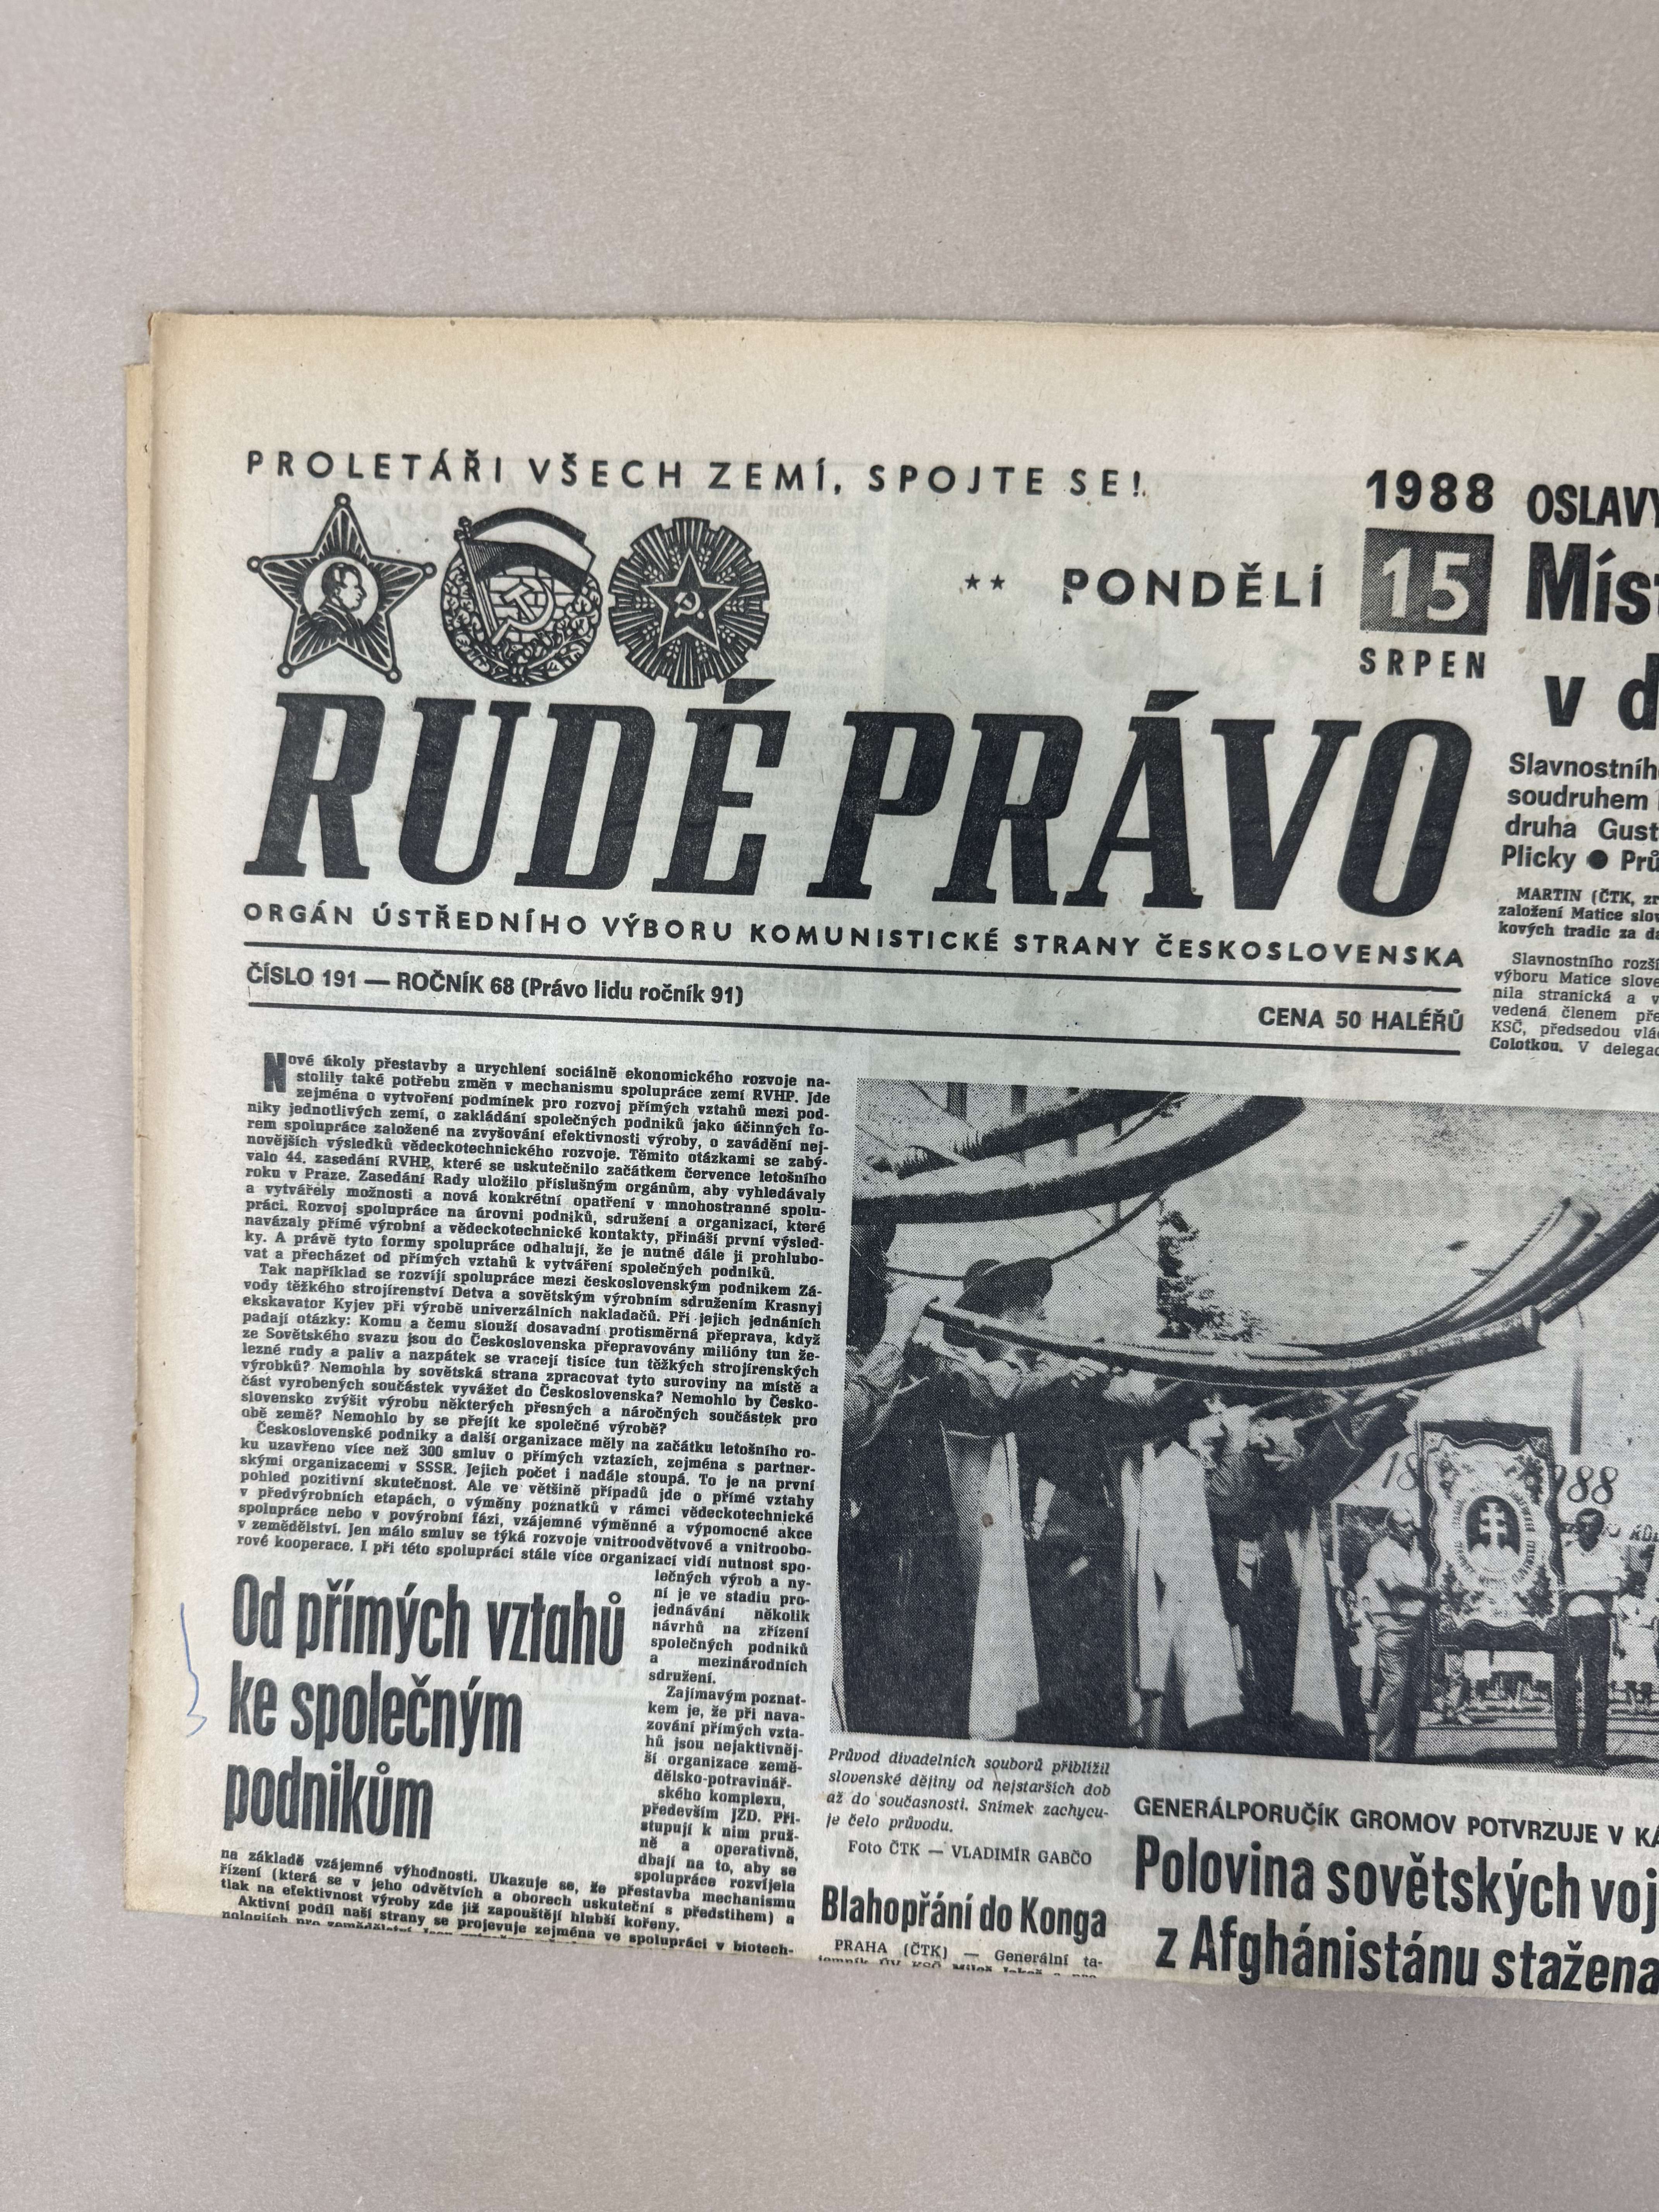 PROLETÁŘI VŠECH ZEMÍ, SPOJTE SE!
** PONDĚLÍ
1988
15
SRPEN
RUDÉ PRÁVO
ORGÁN ÚSTŘEDNÍHO VÝBORU KOMUNISTICKÉ STRANY ČESKOSLOVENSKA
ČÍSLO 191 — ROČNÍK 68 (Právo lidu ročník 91)
CENA 50 HALÉŘŮ
Nové úkoly přestavby a urychlení sociálně ekonomického rozvoje na-
stolily také potřebu změn v mechanismu spolupráce zemí RVHP. Jde
zejména o vytvoření podmínek pro rozvoj přímých vztahů mezi pod-
niky jednotlivých zemí, o zakládání společných podniků jako účinných fo-
rem spolupráce založené na zvyšování efektivnosti výroby, o zavádění nej-
novějších výsledků vědeckotechnického rozvoje. Těmito otázkami se zabý-
valo 44. zasedání RVHP, které se uskutečnilo začátkem července letošního
roku v Praze. Zasedání Rady uložilo příslušným orgánům, aby vyhledávaly
a vytvářely možnosti a nová konkrétní opatření v mnohostranné spolu-
práci. Rozvoj spolupráce na úrovni podniků, sdružení a organizací, které
navázaly přímé výrobní a vědeckotechnické kontakty, přináší první výsled-
ky. A právě tyto formy spolupráce odhalují, že je nutné dále ji prohlubo-
vat a přecházet od přímých vztahů k vytváření společných podniků.
Tak například se rozvíjí spolupráce mezi československým podnikem Zá-
vody těžkého strojírenství Detva a sovětským výrobním sdružením Krasnyj
ekskavator Kyjev při výrobě univerzálních nakladačů. Při jejich jednáních
padají otázky: Komu a čemu slouží dosavadní protisměrná přeprava, když
ze Sovětského svazu jsou do Československa přepravovány milióny tun že-
lezné rudy a paliv a nazpátek se vracejí tisíce tun těžkých strojírenských
výrobků? Nemohla by sovětská strana zpracovat tyto suroviny na místě a
část vyrobených součástek vyvážet do Československa? Nemohlo by Česko-
slovensko zvýšit výrobu některých přesných a náročných součástek pro
obě země? Nemohlo by se přejít ke společné výrobě?
Československé podniky a další organizace měly na začátku letošního ro-
ku uzavřeno více než 300 smluv o přímých vztazích, zejména s partner-
skými organizacemi v SSSR. Jejich počet i nadále stoupá. To je na první
pohled pozitivní skutečnost. Ale ve většině případů jde o přímé vztahy
v předvýrobních etapách, o výměny poznatků v rámci vědeckotechnické
spolupráce nebo v povýrobní fázi, vzájemné výměnné a výpomocné akce
v zemědělství. Jen málo smluv se týká rozvoje vnitroodvětvové a vnitroobo-
rové kooperace. I při této spolupráci stále více organizací vidí nutnost spo-
lečných výrob a ny-
ní je ve stadiu pro-
jednávání několik
návrhů na zřízení
společných podniků
a mezinárodních
sdružení.
Zajímavým poznat-
kem je, že při nava-
zování přímých vzta-
hů jsou nejaktivněj-
ší organizace země-
dělsko-potravinář-
ského komplexu,
především JZD. Při-
stupují k nim pruž-
ně a operativně,
dbají na to, aby se
spolupráce rozvíjela
Od přímých vztahů
ke společným
podnikům
na základě vzájemné výhodnosti. Ukazuje se, že přestavba mechanismu
řízení (která se v jeho odvětvích a oborech uskuteční s předstihem) a
tlak na efektivnost výroby zde již zapouštějí hlubší kořeny.
Aktivní podíl naší strany se projevuje zejména ve spolupráci v biotech-
nologiích pro zemědělství.
1988
Průvod divadelních souborů přiblížil
slovenské dějiny od nejstarších dob
až do současnosti. Snímek zachycu-
je čelo průvodu.
Foto ČTK — VLADIMÍR GABČO
Blahopřání do Konga
PRAHA (ČTK) — Generální ta-
jemník ÚV KSČ Miloš Jakeš a
GENERÁLPORUČÍK GROMOV POTVRZUJE V KÁ
Polovina sovětských voj
z Afghánistánu stažena
OSLAVY
Míst
v d
Slavnostníh
soudruhem
druha Gust
Plicky ● Prů
MARTIN (ČTK, zr
založení Matice slov
kových tradic za da
Slavnostního rozší
výboru Matice slove
nila stranická a v
vedená členem pře
KSČ, předsedou vlá
Colotkou. V delegac